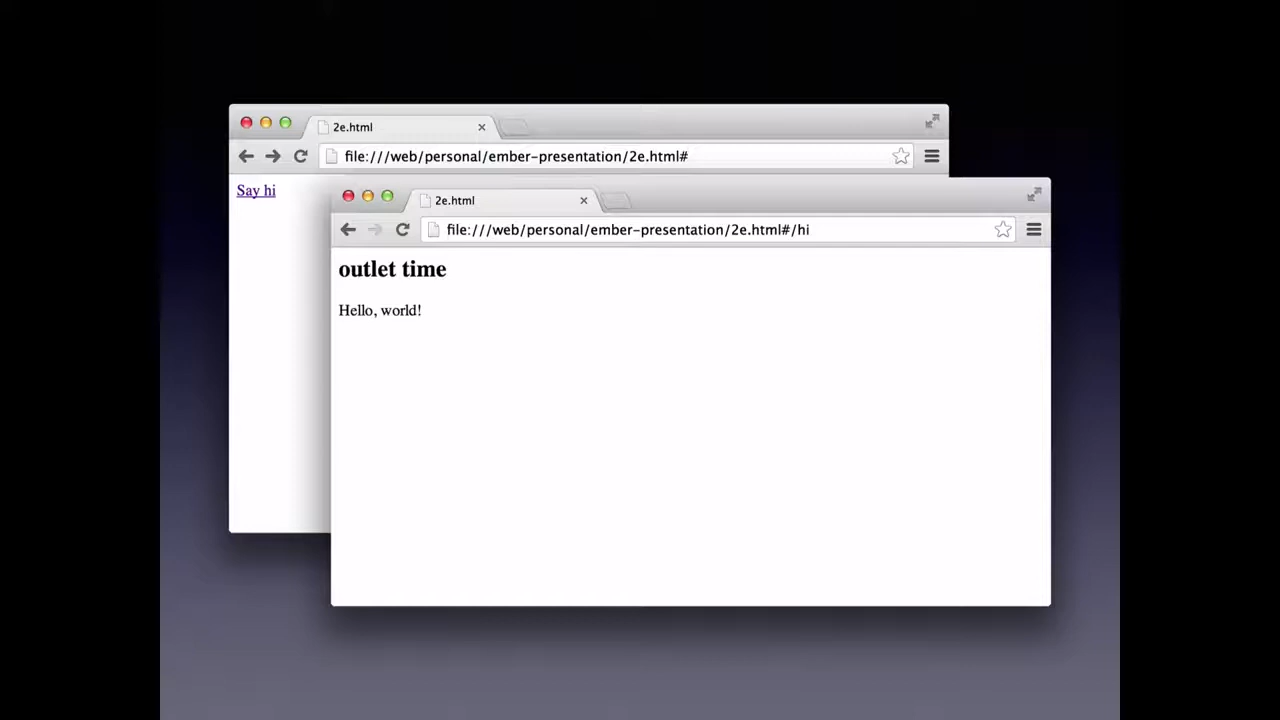 2e.html
file:///web/personal/ember-presentation/2e.html#
Say hi
2e.html
file:///web/personal/ember-presentation/2e.html#/hi
outlet time
Hello, world!